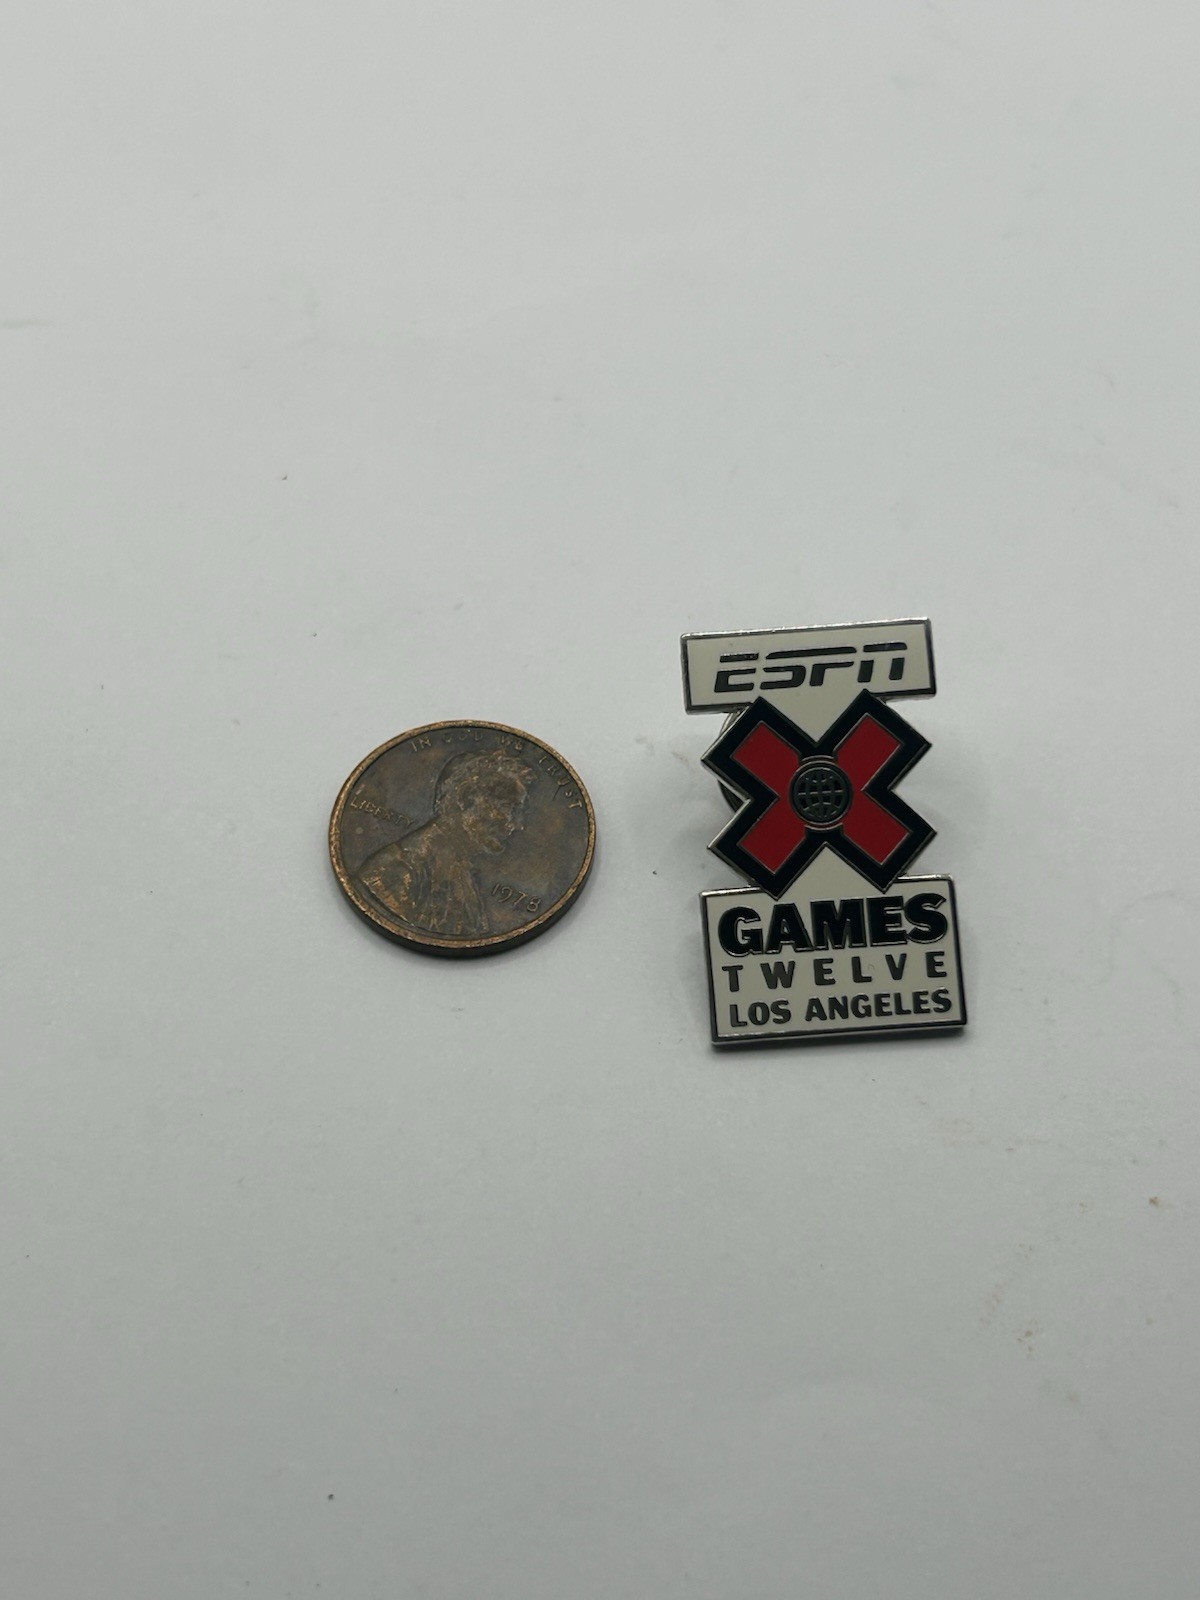 IN GOD WE TRUST
LIBERTY
1978
ESPN
X
GAMES
TWELVE
LOS ANGELES